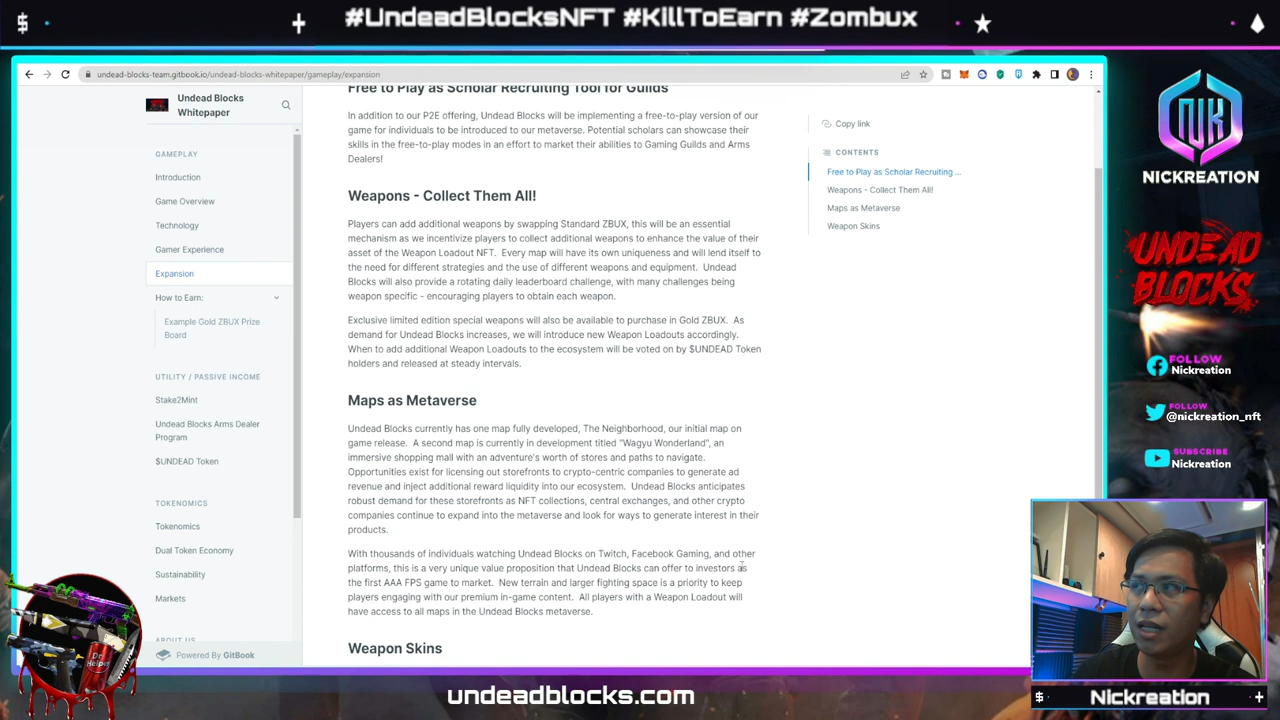 #UndeadBlocksNFT #KillToEarn #Zombux
undead-blocks-team.gitbook.io/undead-blocks-whitepaper/gameplay/expansion
Undead Blocks
Whitepaper
GAMEPLAY
Introduction
Game Overview
Technology
Gamer Experience
Expansion
How to Earn:
Example Gold ZBUX Prize
Board
UTILITY / PASSIVE INCOME
Stake2Mint
Undead Blocks Arms Dealer
Program
$UNDEAD Token
TOKENOMICS
Tokenomics
Dual Token Economy
Sustainability
Markets
ABOUT US
Powered By GitBook
Free to Play as Scholar Recruiting Tool for Guilds
In addition to our P2E offering, Undead Blocks will be implementing a free-to-play version of our
game for individuals to be introduced to our metaverse. Potential scholars can showcase their
skills in the free-to-play modes in an effort to market their abilities to Gaming Guilds and Arms
Dealers!
Weapons - Collect Them All!
Players can add additional weapons by swapping Standard ZBUX, this will be an essential
mechanism as we incentivize players to collect additional weapons to enhance the value of their
asset of the Weapon Loadout NFT. Every map will have its own uniqueness and will lend itself to
the need for different strategies and the use of different weapons and equipment. Undead
Blocks will also provide a rotating daily leaderboard challenge, with many challenges being
weapon specific - encouraging players to obtain each weapon.
Exclusive limited edition special weapons will also be available to purchase in Gold ZBUX. As
demand for Undead Blocks increases, we will introduce new Weapon Loadouts accordingly.
When to add additional Weapon Loadouts to the ecosystem will be voted on by $UNDEAD Token
holders and released at steady intervals.
Maps as Metaverse
Undead Blocks currently has one map fully developed, The Neighborhood, our initial map on
game release. A second map is currently in development titled "Wagyu Wonderland", an
immersive shopping mall with an adventure's worth of stores and paths to navigate.
Opportunities exist for licensing out storefronts to crypto-centric companies to generate ad
revenue and inject additional reward liquidity into our ecosystem. Undead Blocks anticipates
robust demand for these storefronts as NFT collections, central exchanges, and other crypto
companies continue to expand into the metaverse and look for ways to generate interest in their
products.
With thousands of individuals watching Undead Blocks on Twitch, Facebook Gaming, and other
platforms, this is a very unique value proposition that Undead Blocks can offer to investors as
the first AAA FPS game to market. New terrain and larger fighting space is a priority to keep
players engaging with our premium in-game content. All players with a Weapon Loadout will
have access to all maps in the Undead Blocks metaverse.
Weapon Skins
Copy link
CONTENTS
Free to Play as Scholar Recruiting ...
Weapons - Collect Them All!
Maps as Metaverse
Weapon Skins
NICKREATION
UNDEAD
BLOCKS
FOLLOW
Nickreation
FOLLOW
@nickreation_nft
SUBSCRIBE
Nickreation
Dr.
Helper
undeadblocks.com
Nickreation